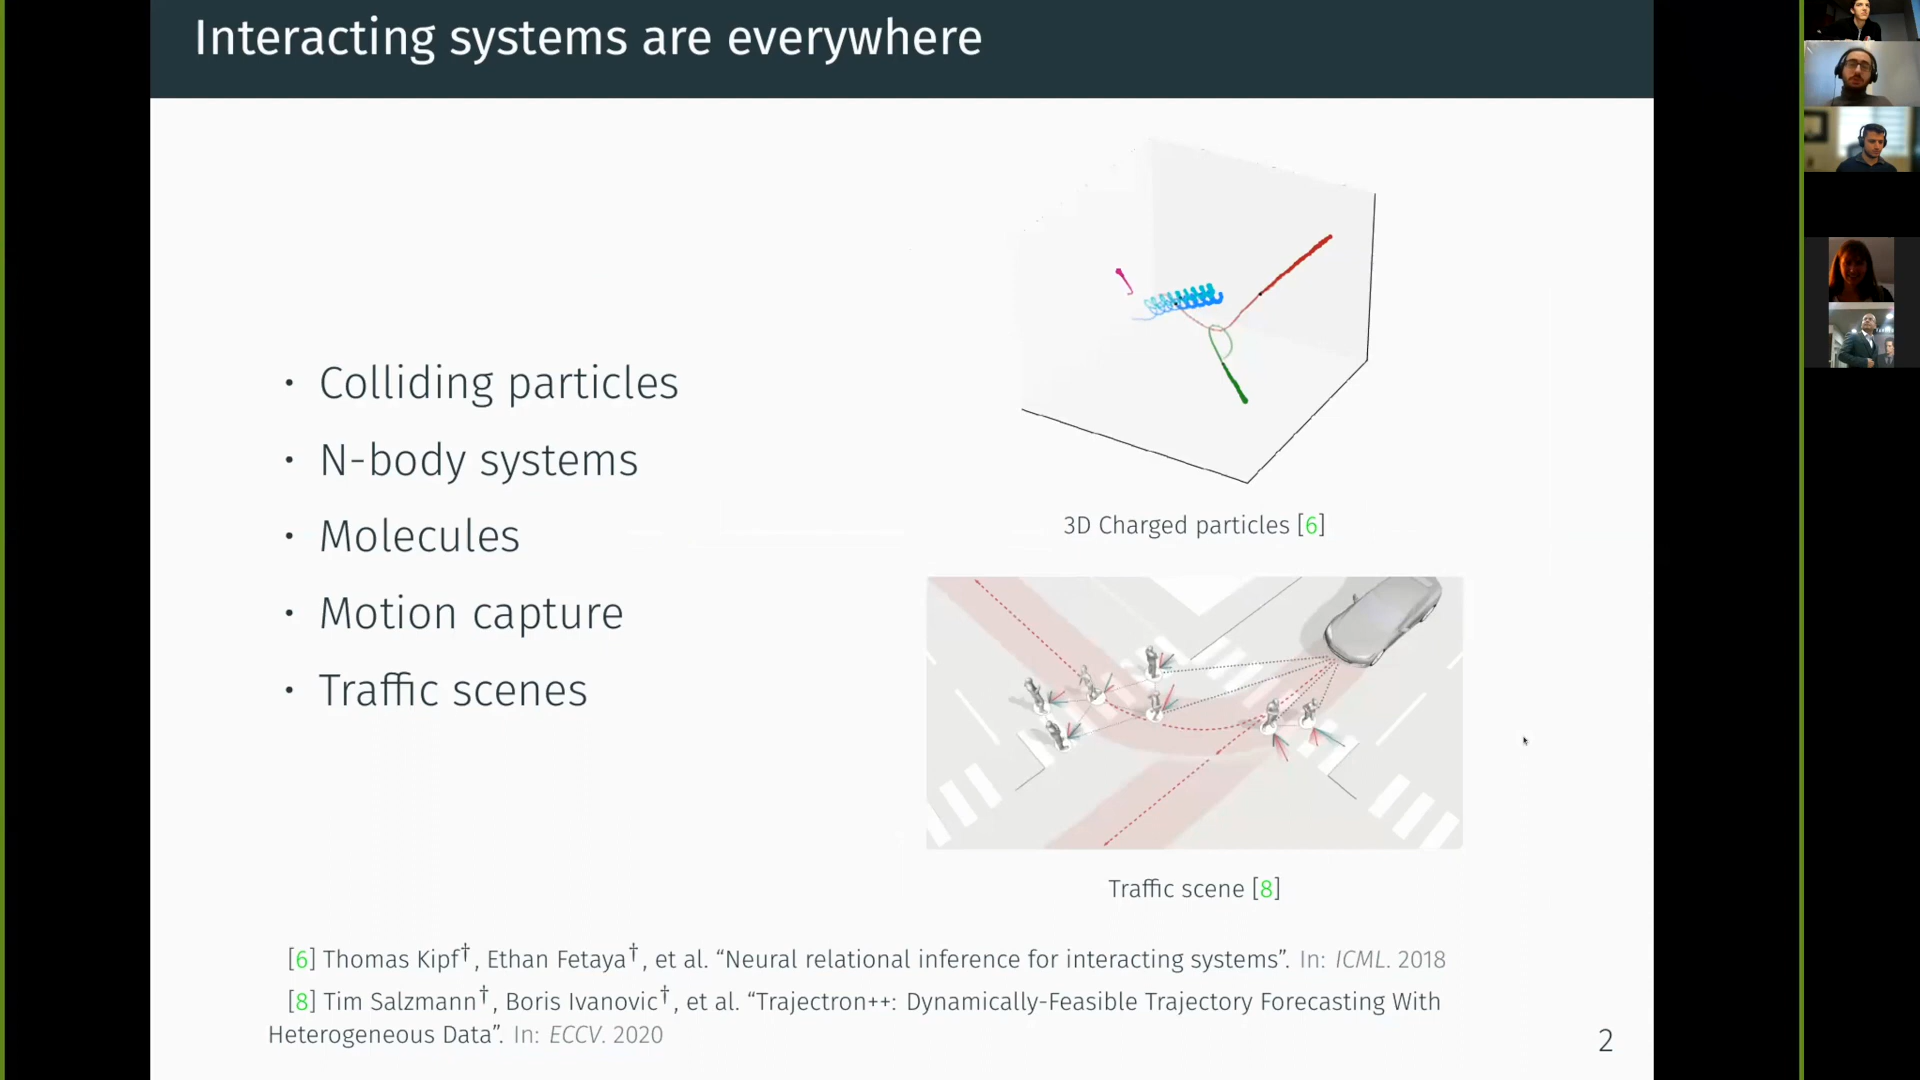 Interacting systems are everywhere
• Colliding particles
• N-body systems
• Molecules
• Motion capture
• Traffic scenes
3D Charged particles [6]
Traffic scene [8]
[6] Thomas Kipf†, Ethan Fetaya†, et al. “Neural relational inference for interacting systems”. In: ICML. 2018
[8] Tim Salzmann†, Boris Ivanovic†, et al. “Trajectron++: Dynamically-Feasible Trajectory Forecasting With
Heterogeneous Data”. In: ECCV. 2020
2